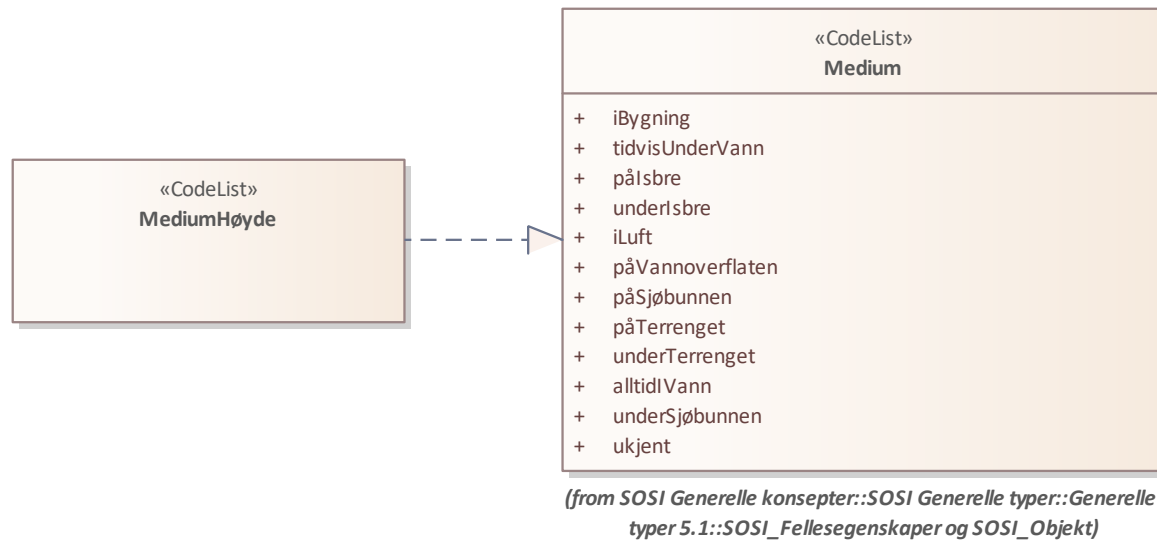 «CodeList»
MediumHøyde
«CodeList»
Medium
+ iBygning
+ tidvisUnderVann
+ påIsbre
+ underIsbre
+ iLuft
+ påVannoverflaten
+ påSjøbunnen
+ påTerrenget
+ underTerrenget
+ alltidIVann
+ underSjøbunnen
+ ukjent
(from SOSI Generelle konsepter::SOSI Generelle typer::Generelle
typer 5.1::SOSI_Fellesegenskaper og SOSI_Objekt)